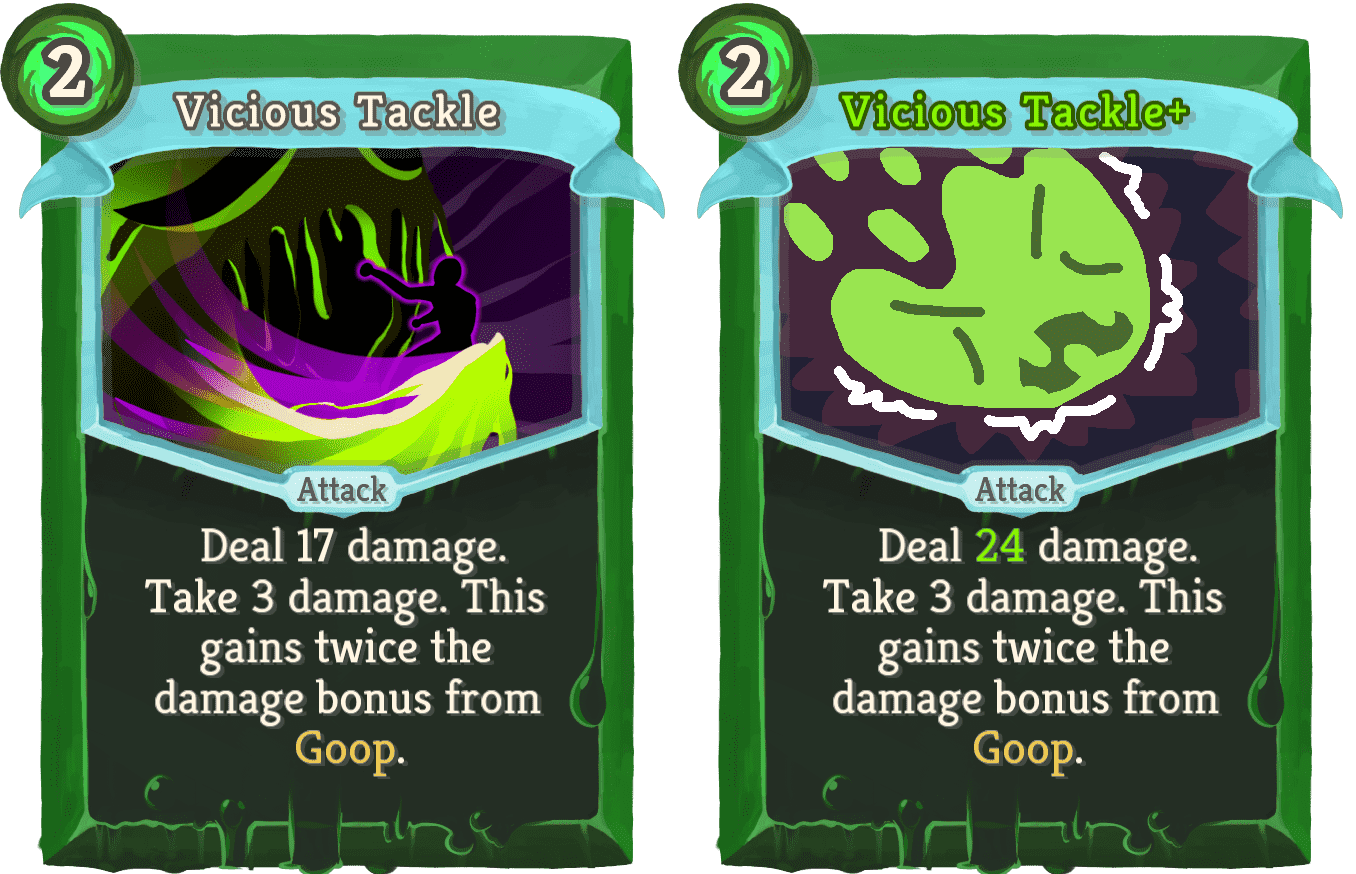 2
Vicious Tackle
Attack
Deal 17 damage.
Take 3 damage. This
gains twice the
damage bonus from
Goop.
2
Vicious Tackle+
Attack
Deal 24 damage.
Take 3 damage. This
gains twice the
damage bonus from
Goop.